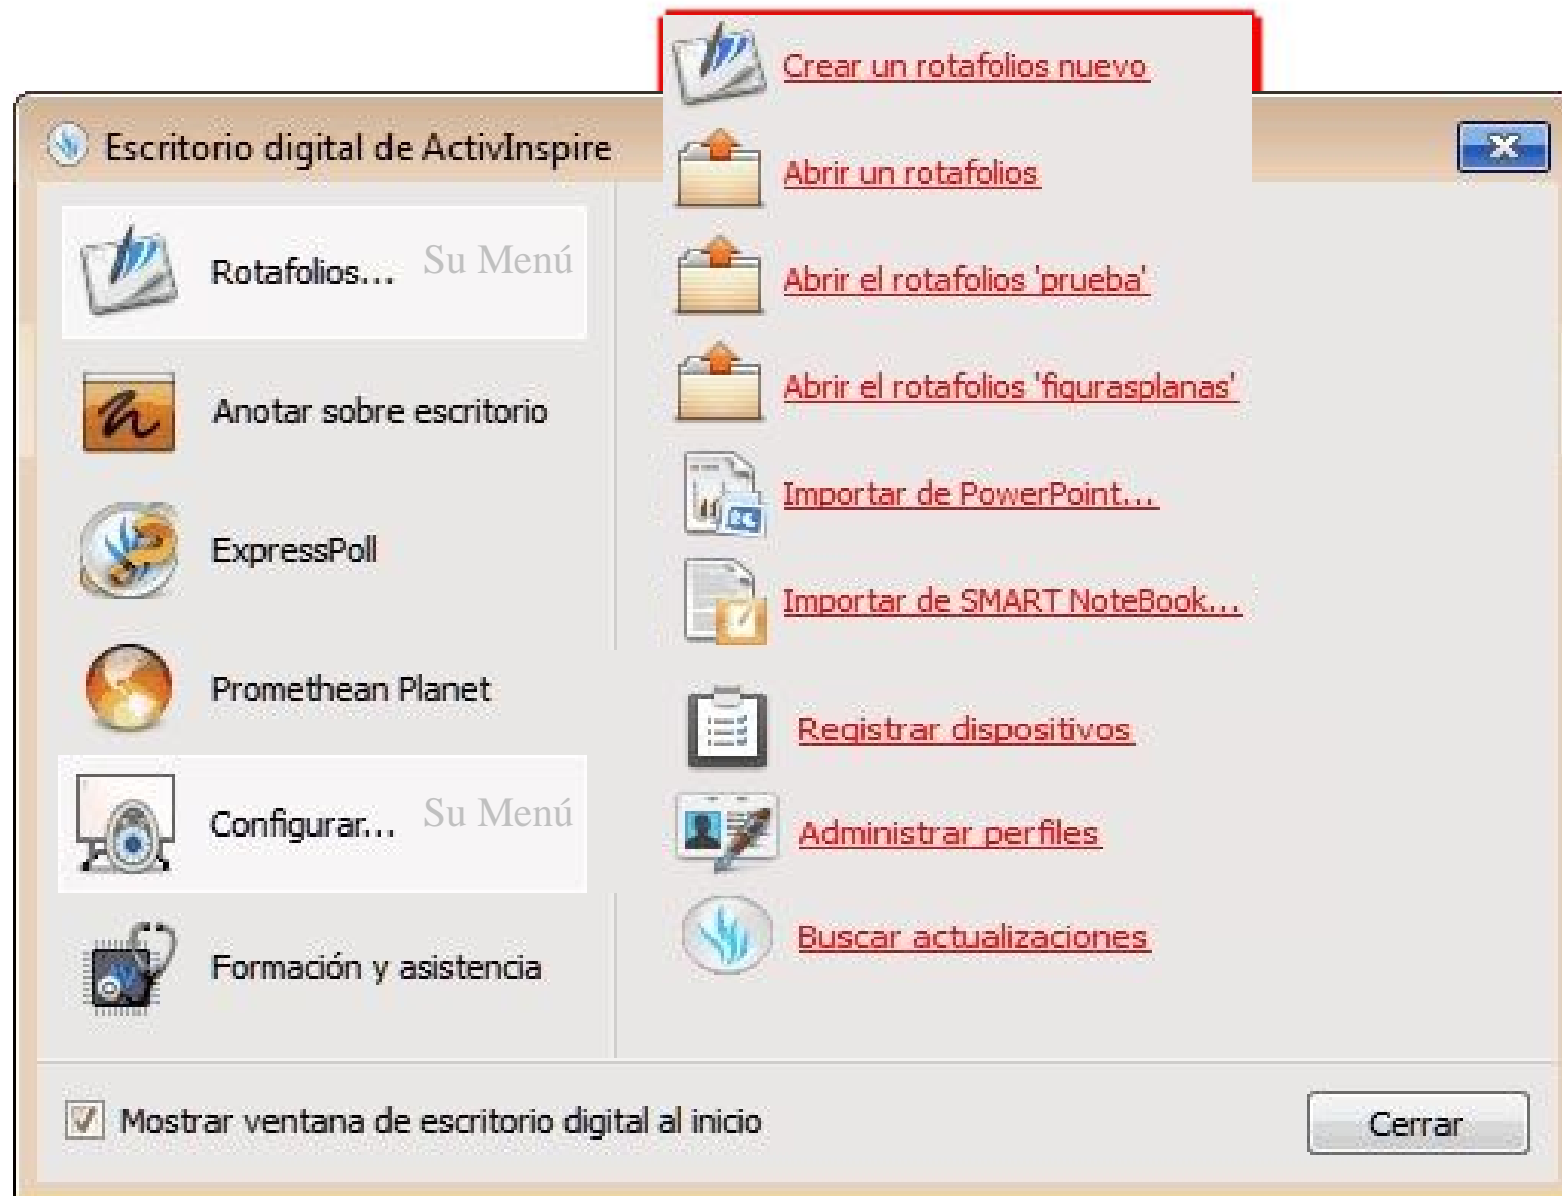 Escritorio digital de ActivInspire
Rotafolios... Su Menú
Anotar sobre escritorio
ExpressPoll
Promethean Planet
Configurar... Su Menú
Formación y asistencia
Crear un rotafolios nuevo
Abrir un rotafolios
Abrir el rotafolios 'prueba'
Abrir el rotafolios 'figurasplanas'
Importar de PowerPoint...
Importar de SMART NoteBook...
Registrar dispositivos
Administrar perfiles
Buscar actualizaciones
Mostrar ventana de escritorio digital al inicio
Cerrar